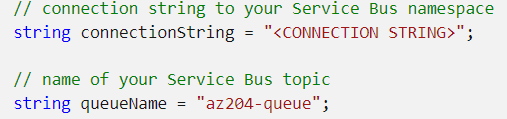 // connection string to your Service Bus namespace
string connectionString = "<CONNECTION STRING>";
// name of your Service Bus topic
string queueName = "az204-queue";